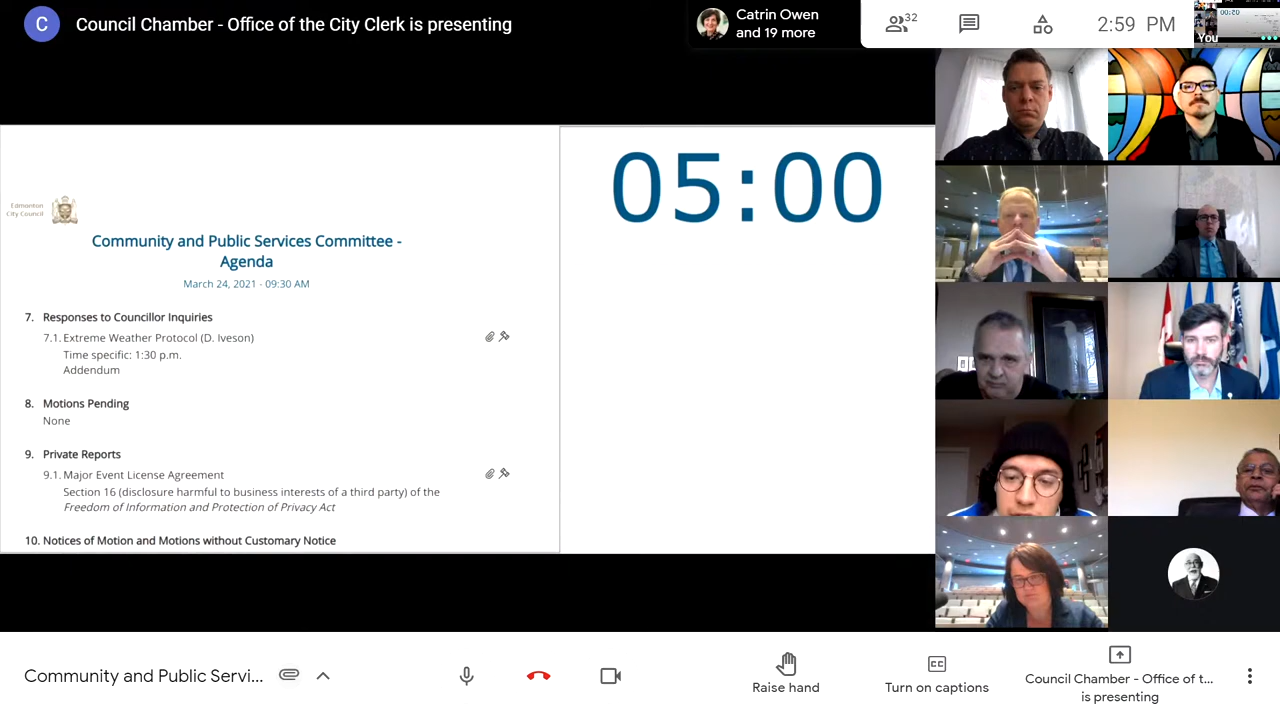 C
Council Chamber - Office of the City Clerk is presenting
Catrin Owen
and 19 more
32
2:59 PM
You
05:00
Edmonton
City Council
Community and Public Services Committee -
Agenda
March 24, 2021 - 09:30 AM
7. Responses to Councillor Inquiries
7.1. Extreme Weather Protocol (D. Iveson)
Time specific: 1:30 p.m.
Addendum
8. Motions Pending
None
9. Private Reports
9.1. Major Event License Agreement
Section 16 (disclosure harmful to business interests of a third party) of the
Freedom of Information and Protection of Privacy Act
10. Notices of Motion and Motions without Customary Notice
Community and Public Servi...
Raise hand
CC
Turn on captions
Council Chamber - Office of t...
is presenting